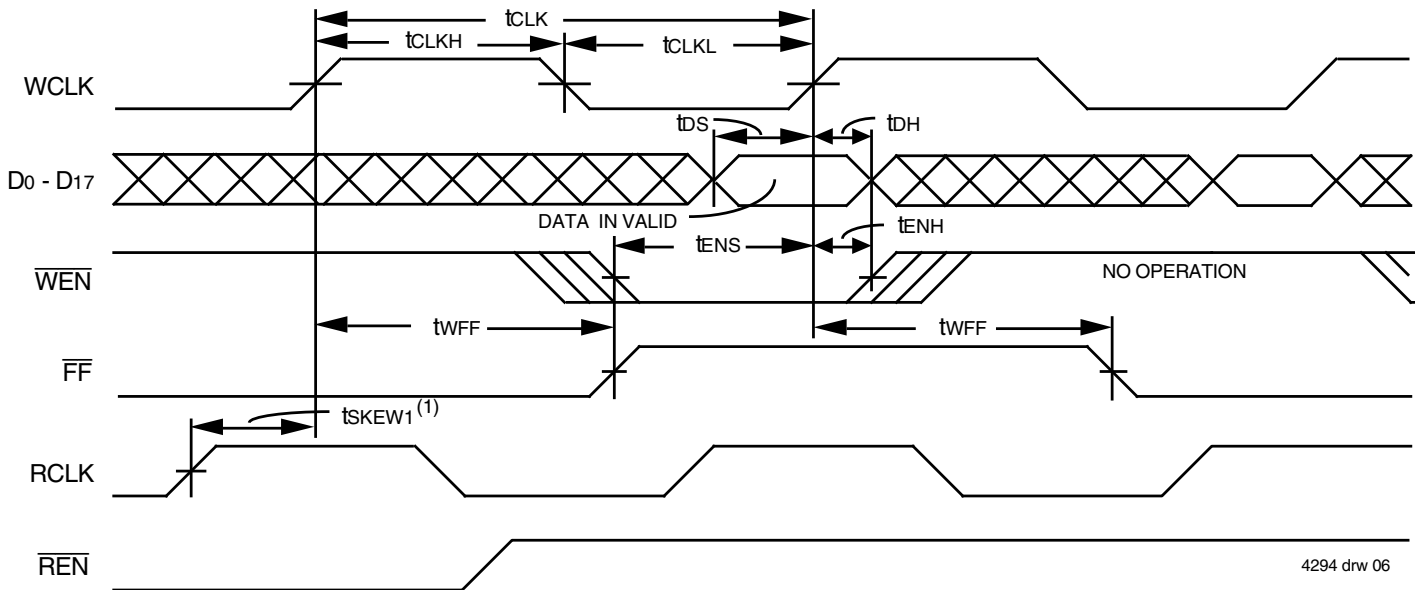 tCLK
tCLKH
tCLKL
WCLK
tDS
tDH
D0 - D17
DATA IN VALID
tENS
tENH
WEN
NO OPERATION
tWFF
tWFF
FF
tSKEW1(1)
RCLK
REN
4294 drw 06